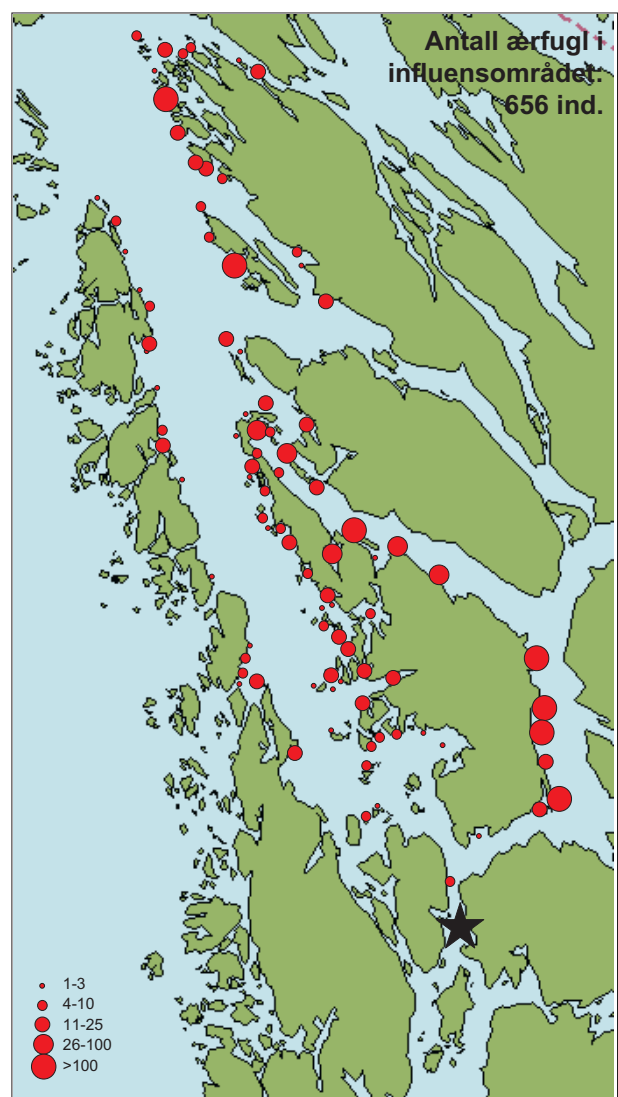 Antall ærfugl i
influensområdet:
656 ind.
1-3
4-10
11-25
26-100
>100